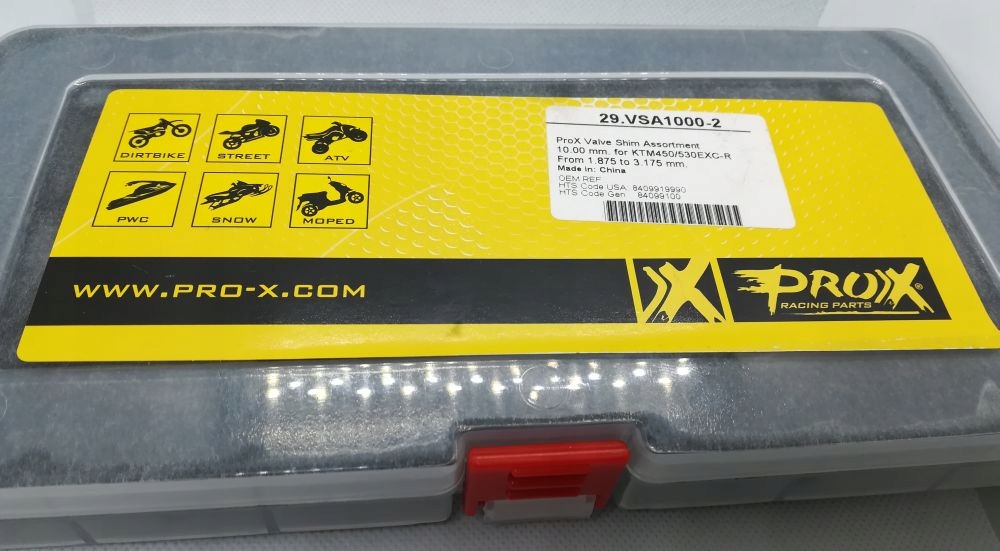 DIRTBIKE
STREET
ATV
PWC
SNOW
MOPED
29.VSA1000-2
ProX Valve Shim Assortment
10.00 mm. for KTM450/530EXC-R
From 1.875 to 3.175 mm.
Made in: China
OEM REF
HTS Code USA 8409919990
HTS Code Gen 84099100
WWW.PRO-X.COM
X
PROX®
RACING PARTS